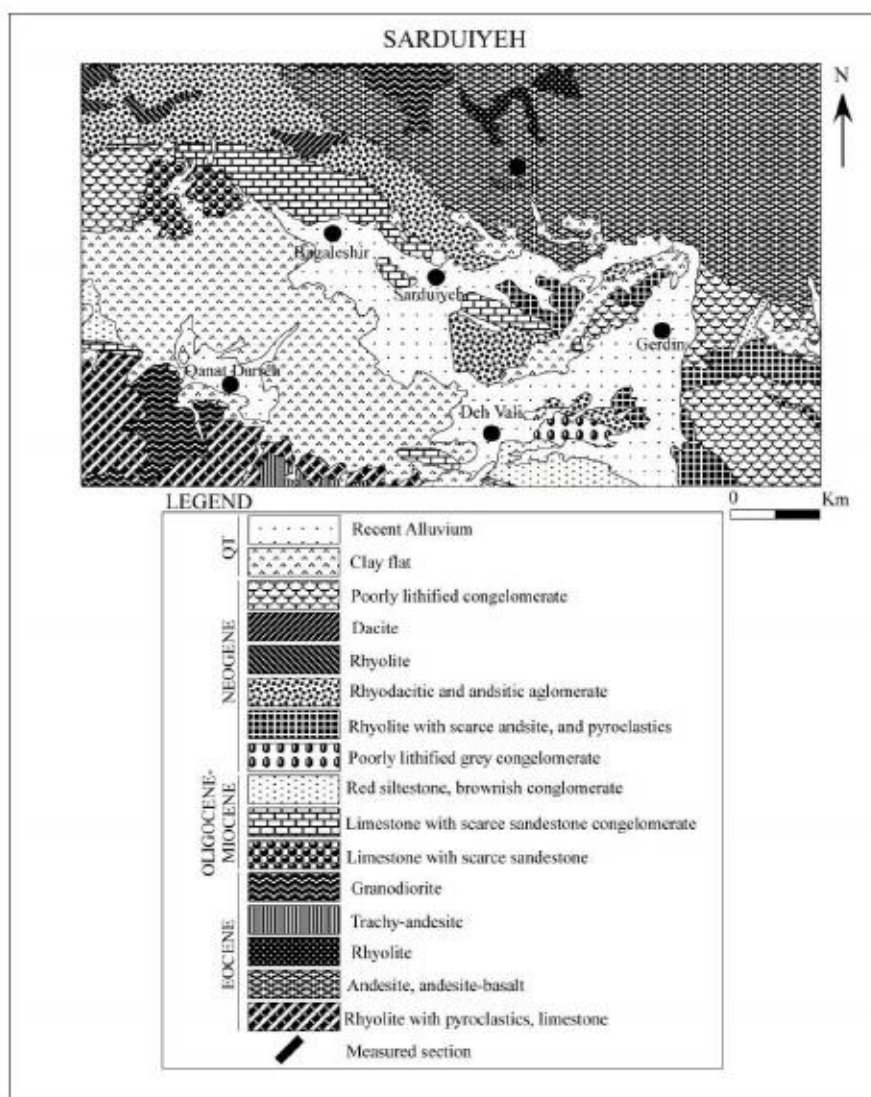 SARDUIYEH
N
Bagaleshir
Sarduiyeh
Gerdin
Qanat Darreh
Deh Vali
0 Km
LEGEND
QT
Recent Alluvium
Clay flat
NEOGENE
Poorly lithified congelomerate
Dacite
Rhyolite
Rhyodacitic and andsitic aglomerate
Rhyolite with scarce andsite, and pyroclastics
Poorly lithified grey congelomerate
OLIGOCENE-
MIOCENE
Red siltestone, brownish conglomerate
Limestone with scarce sandestone congelomerate
Limestone with scarce sandestone
EOCENE
Granodiorite
Trachy-andesite
Rhyolite
Andesite, andesite-basalt
Rhyolite with pyroclastics, limestone
Measured section